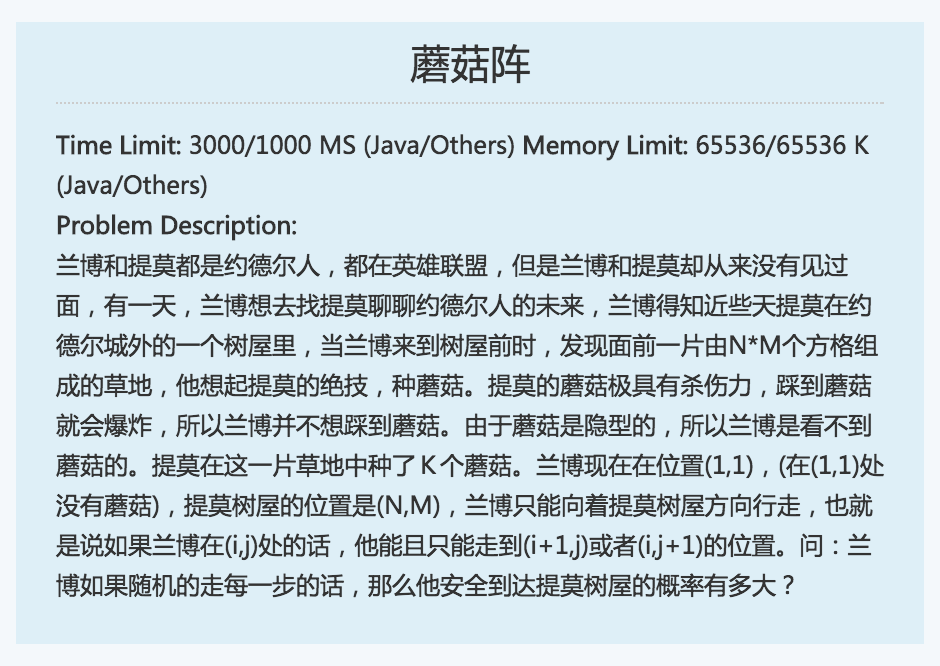 蘑菇阵
Time Limit: 3000/1000 MS (Java/Others) Memory Limit: 65536/65536 K
(Java/Others)
Problem Description:
兰博和提莫都是约德尔人，都在英雄联盟，但是兰博和提莫却从来没有见过
面，有一天，兰博想去找提莫聊聊约德尔人的未来，兰博得知近些天提莫在约
德尔城外的一个树屋里，当兰博来到树屋前时，发现面前一片由N*M个方格组
成的草地，他想起提莫的绝技，种蘑菇。提莫的蘑菇极具有杀伤力，踩到蘑菇
就会爆炸，所以兰博并不想踩到蘑菇。由于蘑菇是隐型的，所以兰博是看不到
蘑菇的。提莫在这一片草地中种了K个蘑菇。兰博现在在位置(1,1)，(在(1,1)处
没有蘑菇)，提莫树屋的位置是(N,M)，兰博只能向着提莫树屋方向行走，也就
是说如果兰博在(i,j)处的话，他能且只能走到(i+1,j)或者(i,j+1)的位置。问：兰
博如果随机的走每一步的话，那么他安全到达提莫树屋的概率有多大？